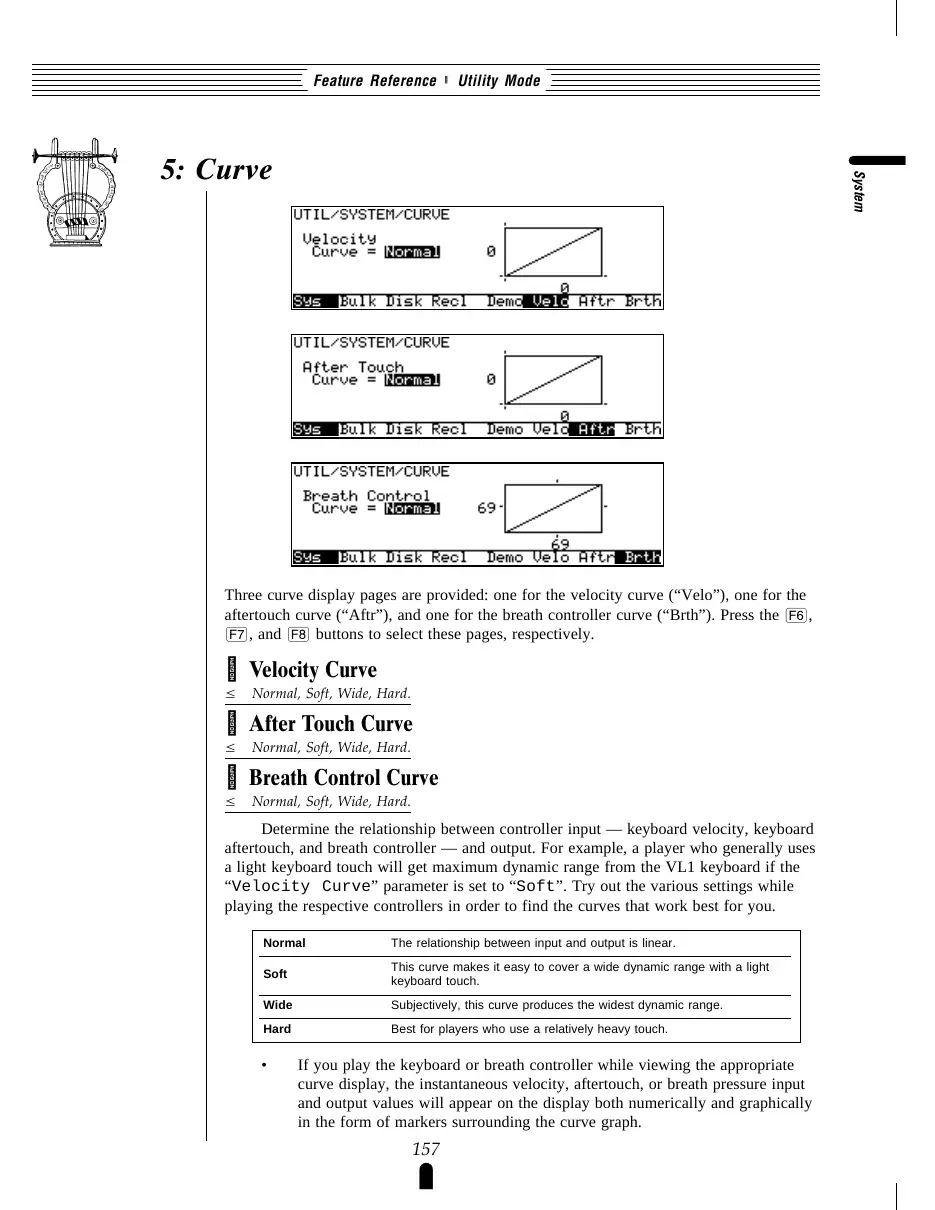 Feature Reference Utility Mode
System
5: Curve
UTIL/SYSTEM/CURVE
Velocity
Curve = Normal
0
0
Sys Bulk Disk Recl Demo Velo Aftr Brth
UTIL/SYSTEM/CURVE
After Touch
Curve = Normal
0
0
Sys Bulk Disk Recl Demo Velo Aftr Brth
UTIL/SYSTEM/CURVE
Breath Control
Curve = Normal
69
69
Sys Bulk Disk Recl Demo Velo Aftr Brth
Three curve display pages are provided: one for the velocity curve (“Velo”), one for the
aftertouch curve (“Aftr”), and one for the breath controller curve (“Brth”). Press the F6,
F7, and F8 buttons to select these pages, respectively.
Velocity Curve
≤ Normal, Soft, Wide, Hard.
After Touch Curve
≤ Normal, Soft, Wide, Hard.
Breath Control Curve
≤ Normal, Soft, Wide, Hard.
Determine the relationship between controller input — keyboard velocity, keyboard
aftertouch, and breath controller — and output. For example, a player who generally uses
a light keyboard touch will get maximum dynamic range from the VL1 keyboard if the
“Velocity Curve” parameter is set to “Soft”. Try out the various settings while
playing the respective controllers in order to find the curves that work best for you.
Normal The relationship between input and output is linear.
Soft This curve makes it easy to cover a wide dynamic range with a light
keyboard touch.
Wide Subjectively, this curve produces the widest dynamic range.
Hard Best for players who use a relatively heavy touch.
• If you play the keyboard or breath controller while viewing the appropriate
curve display, the instantaneous velocity, aftertouch, or breath pressure input
and output values will appear on the display both numerically and graphically
in the form of markers surrounding the curve graph.
157